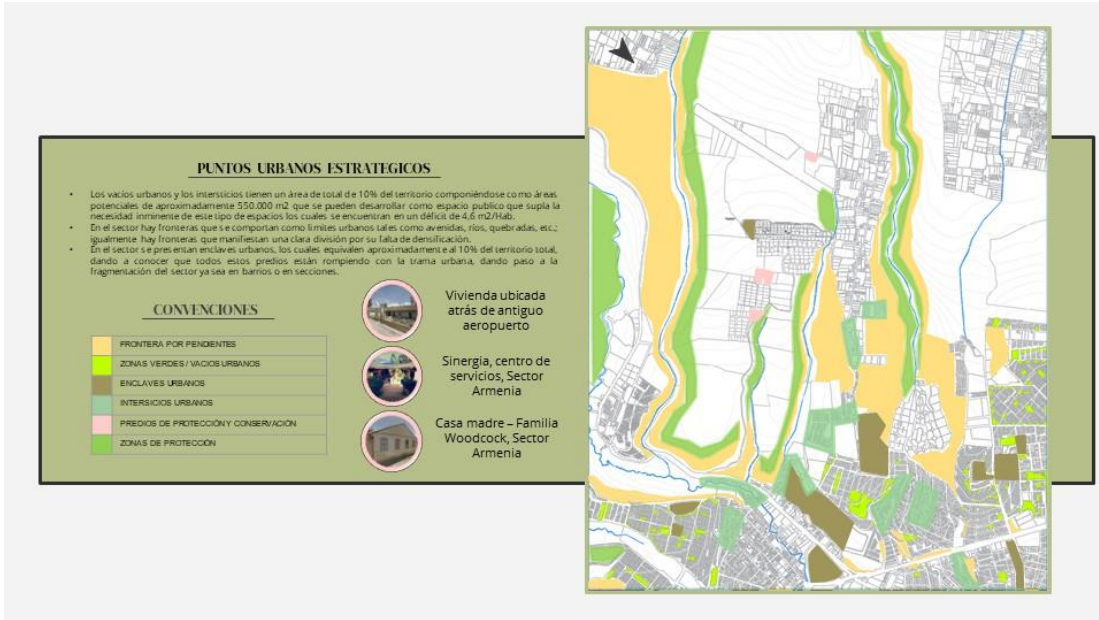 PUNTOS URBANOS ESTRATEGICOS
• Los vacíos urbanos y los intersticios tienen un área de total de 10% del territorio componiéndose como áreas
potenciales de aproximadamente 550.000 m2 que se pueden desarrollar como espacio publico que supla la
necesidad inminente de este tipo de espacios los cuales se encuentran en un déficit de 4,6 m2/Hab.
• En el sector hay fronteras que se comportan como limites urbanos tales como avenidas, ríos, quebradas, etc.;
igualmente hay fronteras que manifiestan una clara división por su falta de densificación.
• En el sector se presentan enclaves urbanos, los cuales equivalen aproximadamente al 10% del territorio total,
dando a conocer que todos estos predios están rompiendo con la trama urbana, dando paso a la
fragmentación del sector ya sea en barrios o en secciones.
CONVENCIONES
FRONTERA POR PENDIENTES
ZONAS VERDES / VACIOS URBANOS
ENCLAVES URBANOS
INTERSICIOS URBANOS
PREDIOS DE PROTECCIÓN Y CONSERVACIÓN
ZONAS DE PROTECCIÓN
Vivienda ubicada
atrás de antiguo
aeropuerto
Sinergia, centro de
servicios, Sector
Armenia
Casa madre – Familia
Woodcock, Sector
Armenia